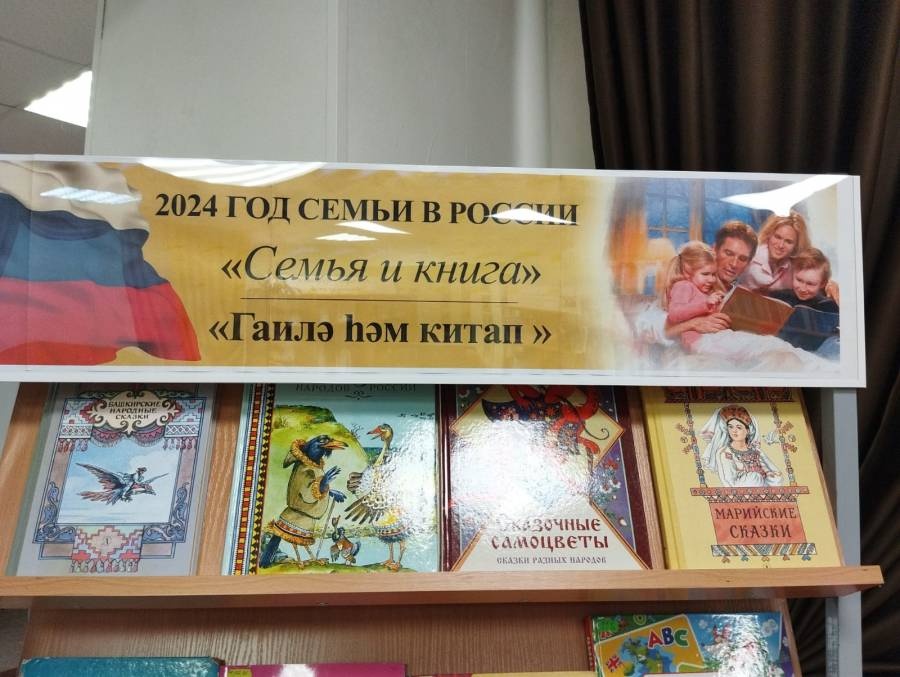 2024 ГОД СЕМЬИ В РОССИИ
«Семья и книга»
«Гаилә һәм китап »
БАШКИРСКИЕ
НАРОДНЫЕ
СКАЗКИ
1
НАРОДОВ РОССИИ
СКАЗОЧНЫЕ
САМОЦВЕТЫ
СКАЗКИ РАЗНЫХ НАРОДОВ
МАРИЙСКИЕ
СКАЗКИ
ABC